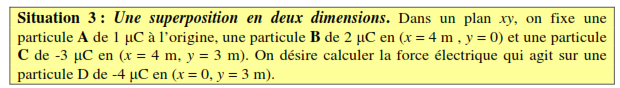 Situation 3 : Une superposition en deux dimensions. Dans un plan xy, on fixe une
particule A de 1 μC à l'origine, une particule B de 2 μC en (x = 4 m , y = 0) et une particule
C de -3 μC en (x = 4 m, y = 3 m). On désire calculer la force électrique qui agit sur une
particule D de -4 μC en (x = 0, y = 3 m).